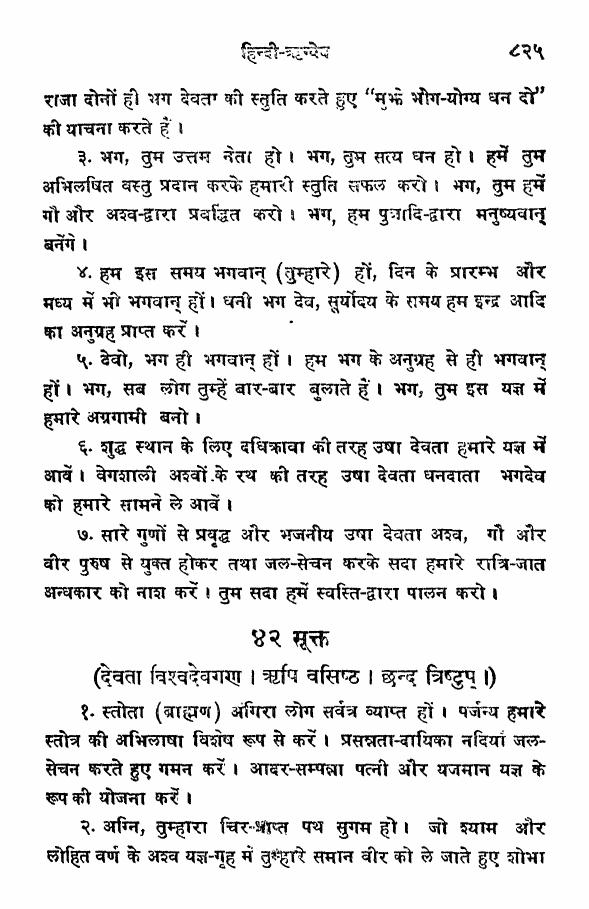 हिन्दी-ऋग्वेद ८२५
राजा दोनों ही भग देवता की स्तुति करते हुए “मुझे भोग-योग्य धन दो”
की याचना करते हैं ।
३. भग, तुम उत्तम नेता हो । भग, तुम सत्य धन हो । हमें तुम
अभिलषित वस्तु प्रदान करके हमारी स्तुति सफल करो । भग, तुम हमें
गौ और अश्व-द्वारा प्रवर्द्धित करो । भग, हम पुत्रादि-द्वारा मनुष्यवान्
बनेंगे ।
४. हम इस समय भगवान् (तुम्हारे) हों, दिन के प्रारम्भ और
मध्य में भी भगवान् हों । धनी भग देव, सूर्योदय के समय हम इन्द्र आदि
का अनुग्रह प्राप्त करें ।
५. देवो, भग ही भगवान् हों । हम भग के अनुग्रह से ही भगवान्
हों । भग, सब लोग तुम्हें बार-बार बुलाते हैं । भग, तुम इस यज्ञ में
हमारे अग्रगामी बनो ।
६. शुद्ध स्थान के लिए दधिक्रावा की तरह उषा देवता हमारे यज्ञ में
आवें । वेगशाली अश्वों के रथ की तरह उषा देवता धनदाता भगदेव
को हमारे सामने ले आवें ।
७. सारे गुणों से प्रवृद्ध और भजनीय उषा देवता अश्व, गौ और
वीर पुरुष से युक्त होकर तथा जल-सेचन करके सदा हमारे रात्रि-जात
अन्धकार को नाश करें । तुम सदा हमें स्वस्ति-द्वारा पालन करो ।
४२ सूक्त
(देवता विश्वदेवगण । ऋषि वसिष्ठ । छन्द त्रिष्टुप् ।)
१. स्तोता (ब्राह्मण) अंगिरा लोग सर्वत्र व्याप्त हों । पर्जन्य हमारे
स्तोत्र की अभिलाषा विशेष रूप से करें । प्रसन्नता-दायिका नदियां जल-
सेचन करते हुए गमन करें । आदर-सम्पन्ना पत्नी और यजमान यज्ञ के
रूप की योजना करें ।
२. अग्नि, तुम्हारा चिर-प्राप्त पथ सुगम हो । जो श्याम और
लोहित वर्ण के अश्व यज्ञ-गृह में तुम्हारे समान वीर को ले जाते हुए शोभा